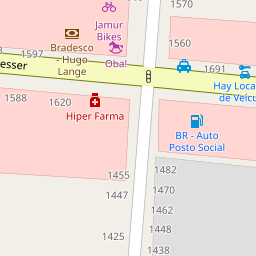 1570
Jamur
Bikes
Bradesco
- Hugo
Lange
Oba!
1560
1597
esser
1691
Hay Loca
de Veícu
1588
1620
Hiper Farma
BR - Auto
Posto Social
1455
1482
1447
1470
1462
1425
1448
1438